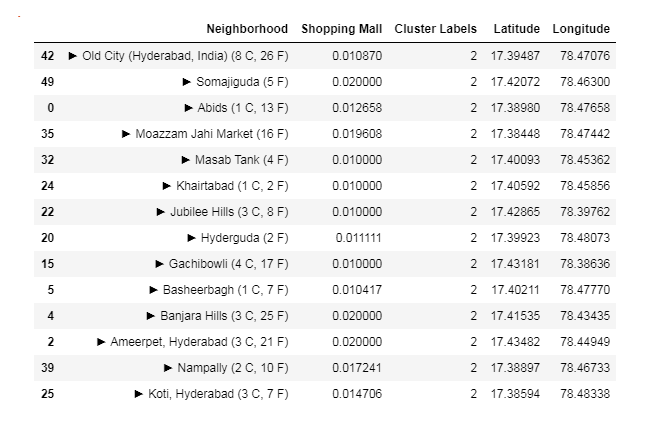 Neighborhood Shopping Mall Cluster Labels Latitude Longitude
42 ► Old City (Hyderabad, India) (8 C, 26 F) 0.010870 2 17.39487 78.47076
49 ► Somajiguda (5 F) 0.020000 2 17.42072 78.46300
0 ► Abids (1 C, 13 F) 0.012658 2 17.38980 78.47658
35 ► Moazzam Jahi Market (16 F) 0.019608 2 17.38448 78.47442
32 ► Masab Tank (4 F) 0.010000 2 17.40093 78.45362
24 ► Khairtabad (1 C, 2 F) 0.010000 2 17.40592 78.45856
22 ► Jubilee Hills (3 C, 8 F) 0.010000 2 17.42865 78.39762
20 ► Hyderguda (2 F) 0.011111 2 17.39923 78.48073
15 ► Gachibowli (4 C, 17 F) 0.010000 2 17.43181 78.38636
5 ► Basheerbagh (1 C, 7 F) 0.010417 2 17.40211 78.47770
4 ► Banjara Hills (3 C, 25 F) 0.020000 2 17.41535 78.43435
2 ► Ameerpet, Hyderabad (3 C, 21 F) 0.020000 2 17.43482 78.44949
39 ► Nampally (2 C, 10 F) 0.017241 2 17.38897 78.46733
25 ► Koti, Hyderabad (3 C, 7 F) 0.014706 2 17.38594 78.48338